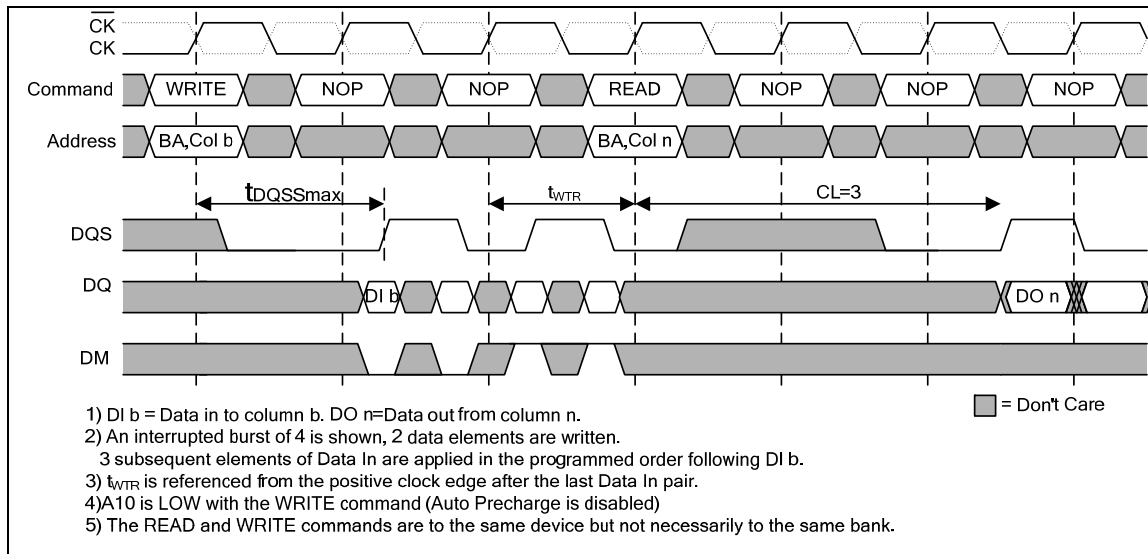 CK
CK
Command WRITE NOP NOP READ NOP NOP NOP
Address BA,Col b BA,Col n
tDQSSmax tWTR CL=3
DQS
DQ DI b DO n
DM
1) DI b = Data in to column b. DO n=Data out from column n.
= Don't Care
2) An interrupted burst of 4 is shown, 2 data elements are written.
3 subsequent elements of Data In are applied in the programmed order following DI b.
3) tWTR is referenced from the positive clock edge after the last Data In pair.
4)A10 is LOW with the WRITE command (Auto Precharge is disabled)
5) The READ and WRITE commands are to the same device but not necessarily to the same bank.